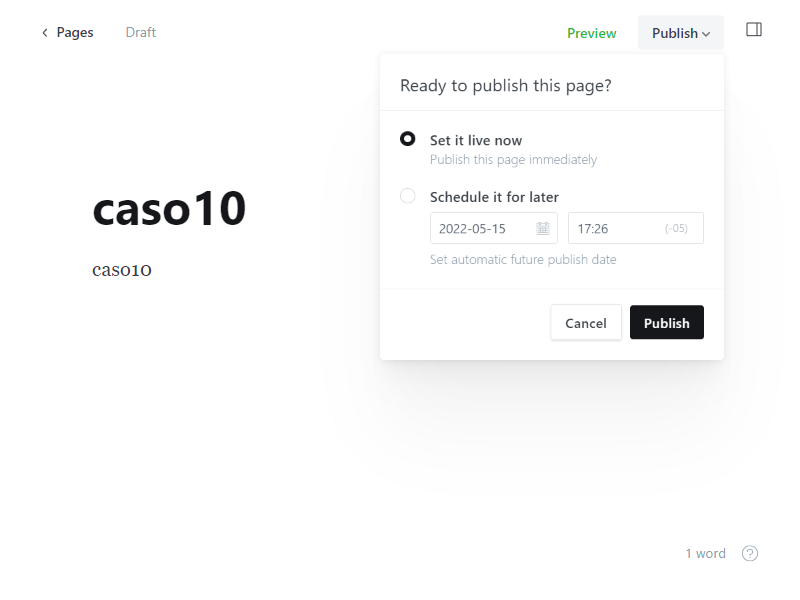 Pages Draft Preview Publish
Ready to publish this page?
Set it live now
Publish this page immediately
Schedule it for later
2022-05-15 17:26 (-05)
Set automatic future publish date
Cancel Publish
caso10
caso10
1 word ?